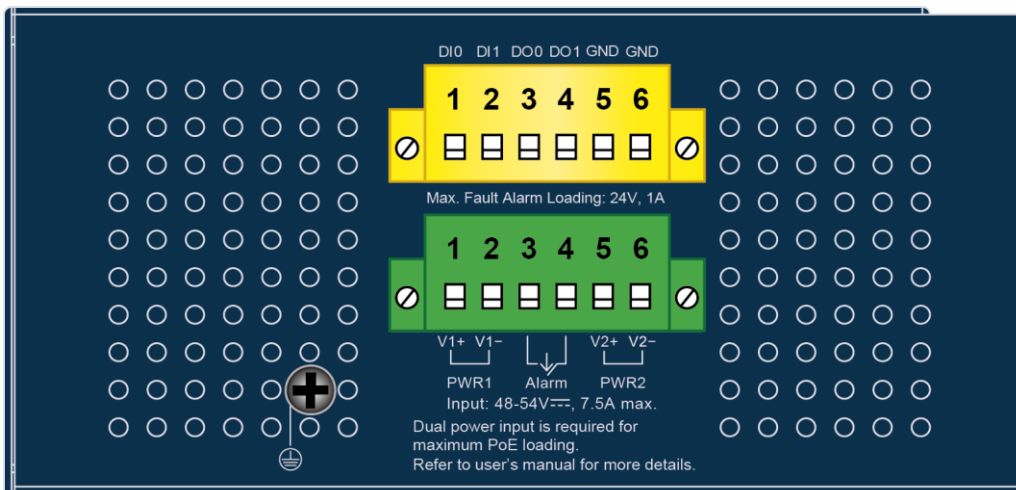 DI0 DI1 DO0 DO1 GND GND
1 2 3 4 5 6
Max. Fault Alarm Loading: 24V, 1A
1 2 3 4 5 6
V1+ V1− V2+ V2−
PWR1 Alarm PWR2
Input: 48-54V⎓, 7.5A max.
Dual power input is required for
maximum PoE loading.
Refer to user's manual for more details.